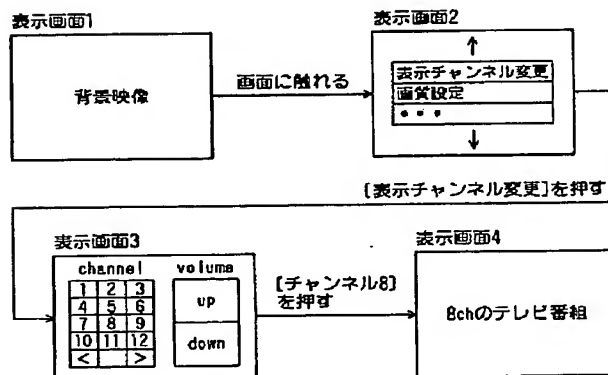 表示画面1
背景映像
画面に触れる
表示画面2
↑
表示チャンネル変更
画質設定
・・・
↓
[表示チャンネル変更]を押す
表示画面3
channel
1 2 3
4 5 6
7 8 9
10 11 12
< >
volume
up
down
[チャンネル8]
を押す
表示画面4
8chのテレビ番組